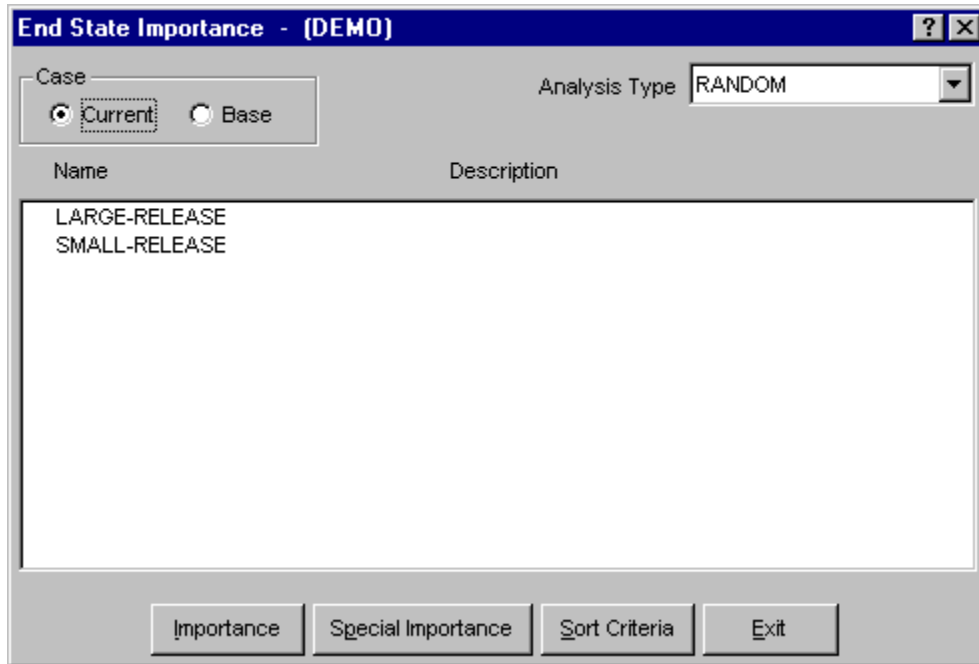 End State Importance - (DEMO)
Case
Current Base
Analysis Type RANDOM
Name Description
LARGE-RELEASE
SMALL-RELEASE
Importance Special Importance Sort Criteria Exit